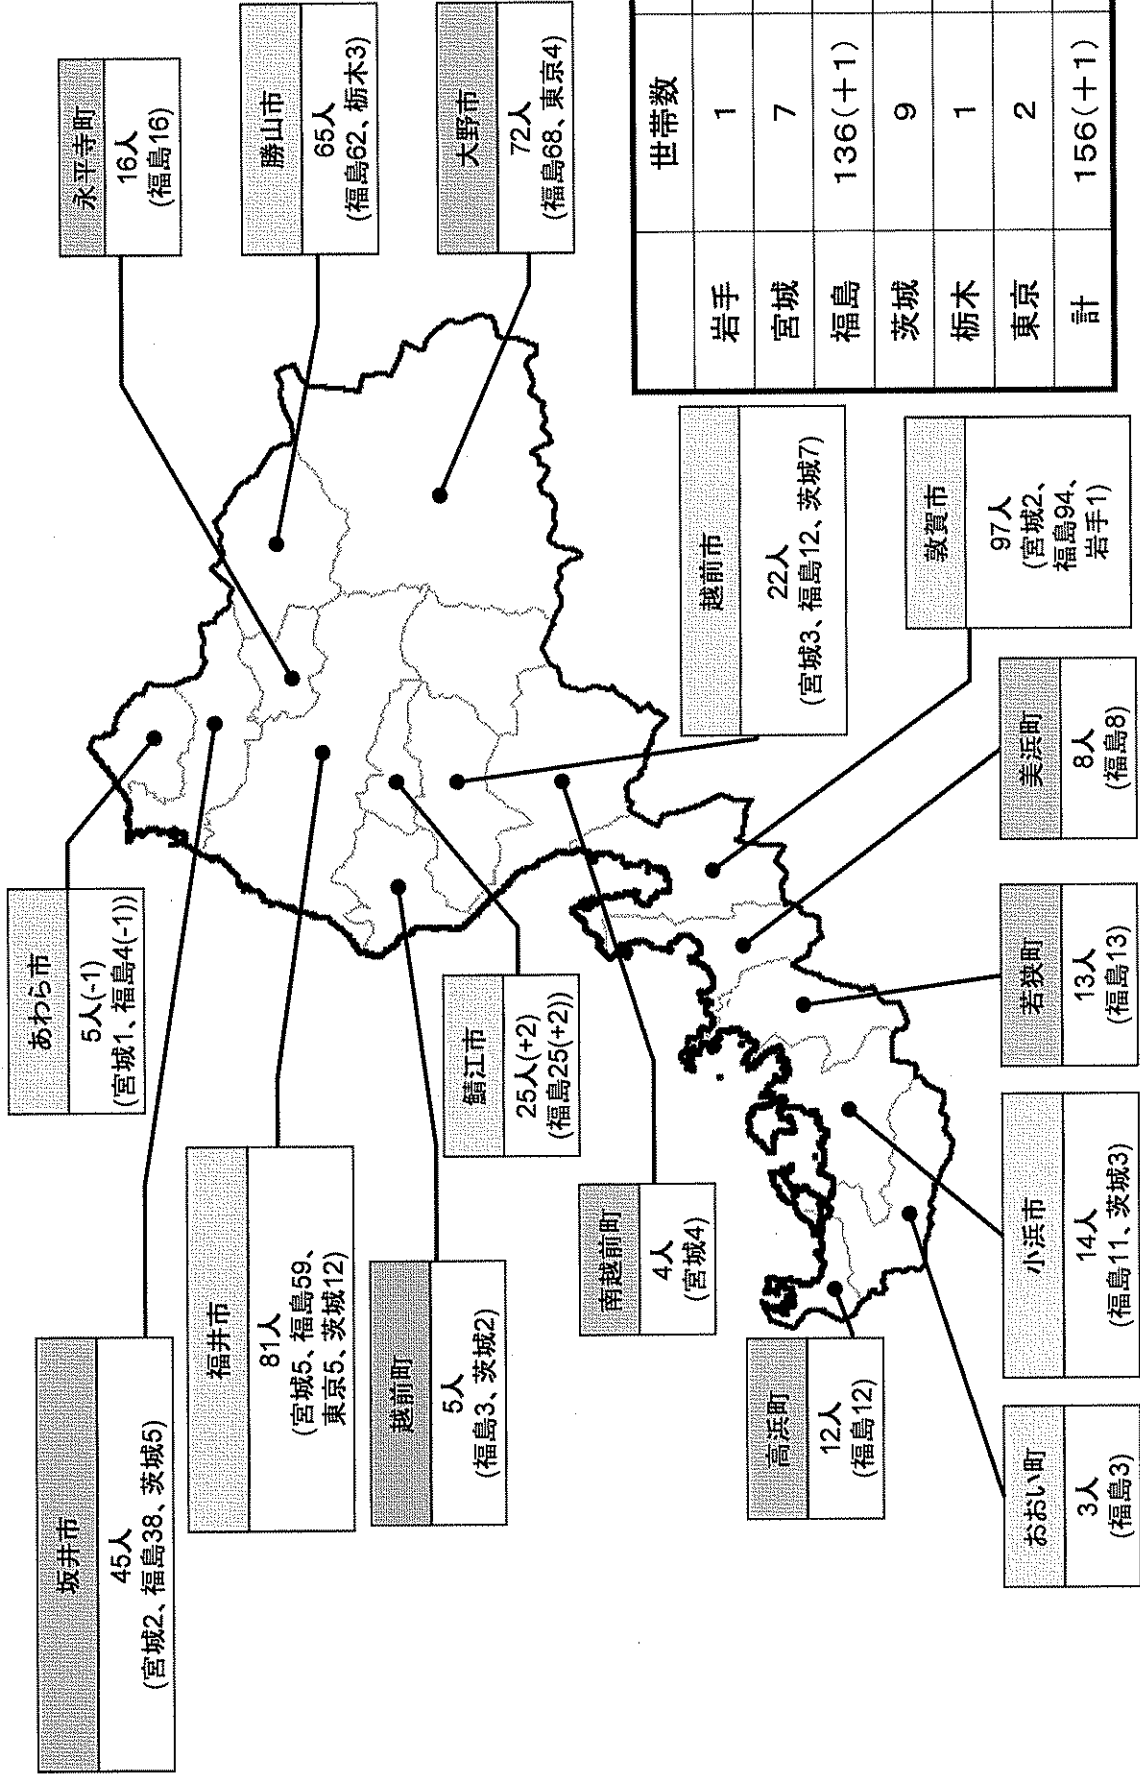 坂井市
45人
(宮城2、福島38、茨城5)
あわら市
5人(-1)
(宮城1、福島4(-1))
永平寺町
16人
(福島16)
福井市
81人
(宮城5、福島59、
東京5、茨城12)
勝山市
65人
(福島62、栃木3)
越前町
5人
(福島3、茨城2)
鯖江市
25人(+2)
(福島25(+2))
大野市
72人
(福島68、東京4)
南越前町
4人
(宮城4)
越前市
22人
(宮城3、福島12、茨城7)
高浜町
12人
(福島12)
敦賀市
97人
(宮城2、
福島94、
岩手1)
おおい町
3人
(福島3)
小浜市
14人
(福島11、茨城3)
若狭町
13人
(福島13)
美浜町
8人
(福島8)
世帯数
岩手 1
宮城 7
福島 136(+1)
茨城 9
栃木 1
東京 2
計 156(+1)